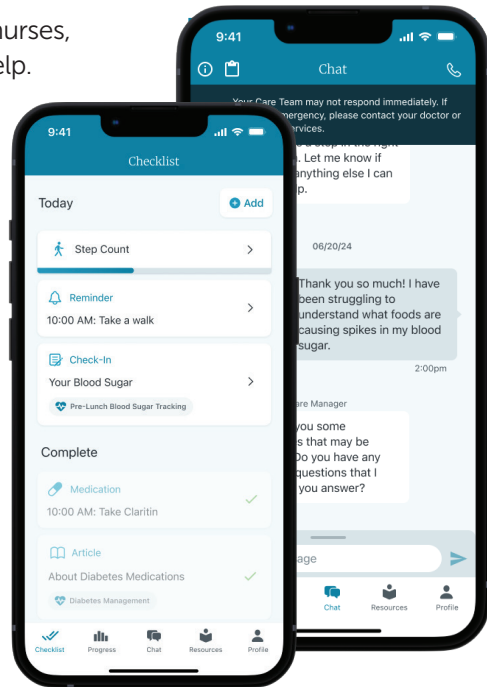 nurses,
help.
9:41
Checklist
Today
Add
Step Count
Reminder
10:00 AM: Take a walk
Check-In
Your Blood Sugar
Pre-Lunch Blood Sugar Tracking
Complete
Medication
10:00 AM: Take Claritin
Article
About Diabetes Medications
Diabetes Management
Checklist
Progress
Chat
Resources
Profile
9:41
Chat
Your Care Team may not respond immediately. If
emergency, please contact your doctor or
services.
a step in the right
Let me know if
anything else I can
06/20/24
Thank you so much! I have
been struggling to
understand what foods are
causing spikes in my blood
sugar.
2:00pm
Care Manager
you some
that may be
Do you have any
questions that I
you answer?
Chat
Resources
Profile